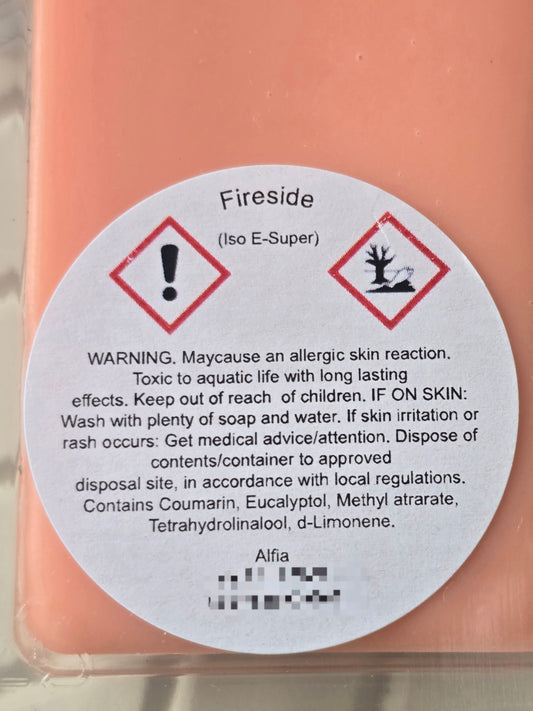 Fireside
(Iso E-Super)
WARNING. Maycause an allergic skin reaction.
Toxic to aquatic life with long lasting
effects. Keep out of reach of children. IF ON SKIN:
Wash with plenty of soap and water. If skin irritation or
rash occurs: Get medical advice/attention. Dispose of
contents/container to approved
disposal site, in accordance with local regulations.
Contains Coumarin, Eucalyptol, Methyl atrarate,
Tetrahydrolinalool, d-Limonene.
Alfia